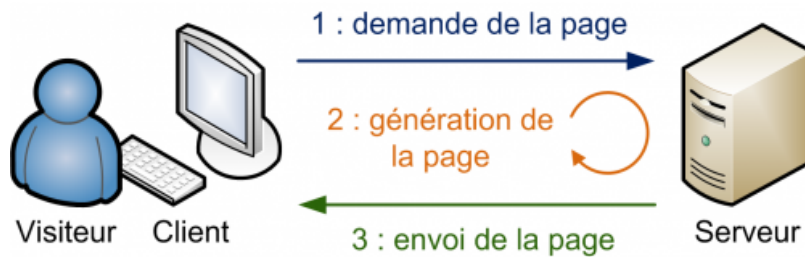 1 : demande de la page
2 : génération de
la page
3 : envoi de la page
Visiteur
Client
Serveur